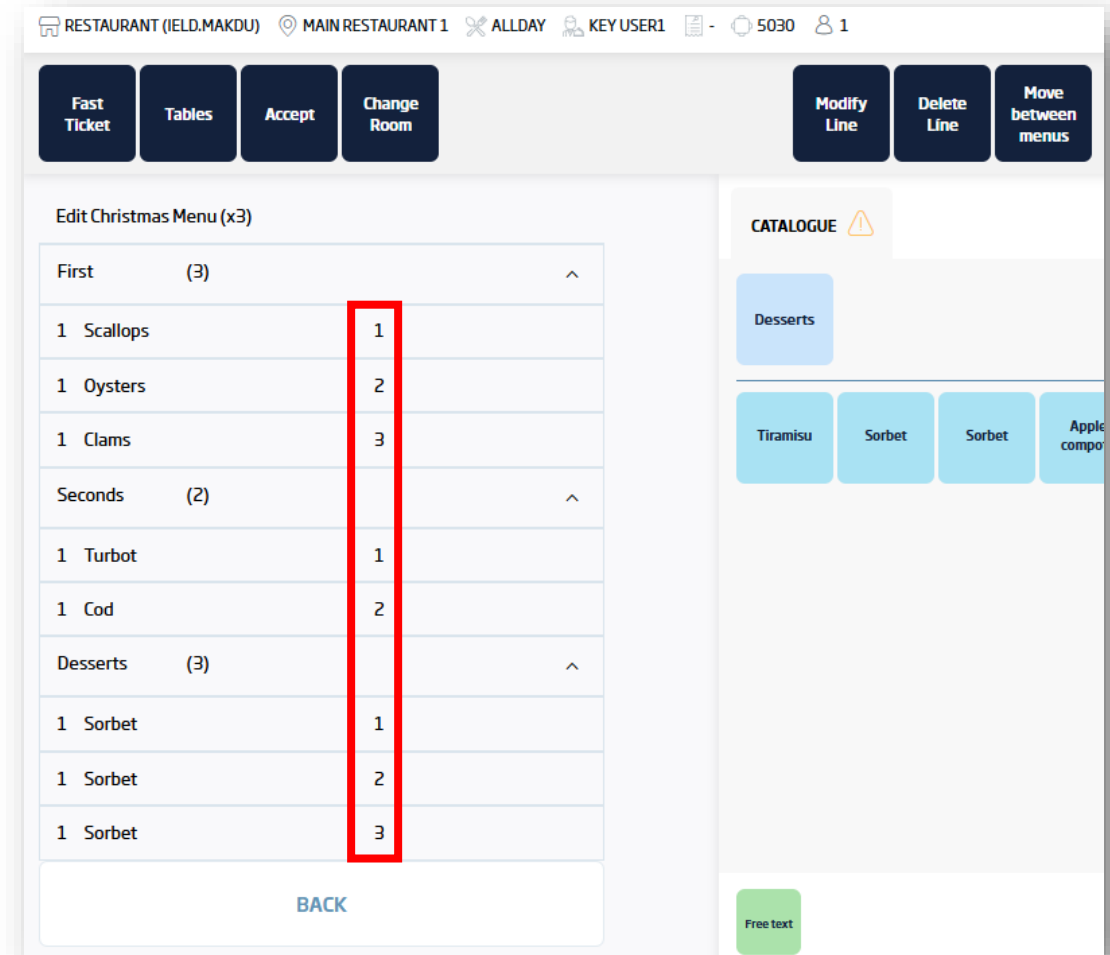 RESTAURANT (IELD.MAKDU) MAIN RESTAURANT 1 ALLDAY KEY USER1 - 5030 1
Fast Ticket
Tables
Accept
Change Room
Modify Line
Delete Líne
Move between menus
Edit Christmas Menu (x3)
First (3)
1 Scallops 1
1 Oysters 2
1 Clams 3
Seconds (2)
1 Turbot 1
1 Cod 2
Desserts (3)
1 Sorbet 1
1 Sorbet 2
1 Sorbet 3
BACK
CATALOGUE
Desserts
Tiramisu
Sorbet
Sorbet
Apple
Free text